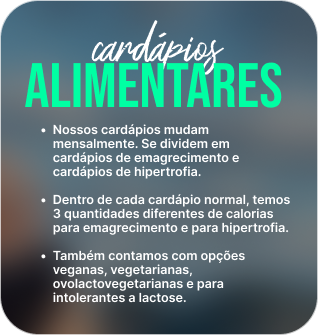 cardápios
ALIMENTARES
• Nossos cardápios mudam
mensalmente. Se dividem em
cardápios de emagrecimento e
cardápios de hipertrofia.
• Dentro de cada cardápio normal, temos
3 quantidades diferentes de calorias
para emagrecimento e para hipertrofia.
• Também contamos com opções
veganas, vegetarianas,
ovolactovegetarianas e para
intolerantes a lactose.